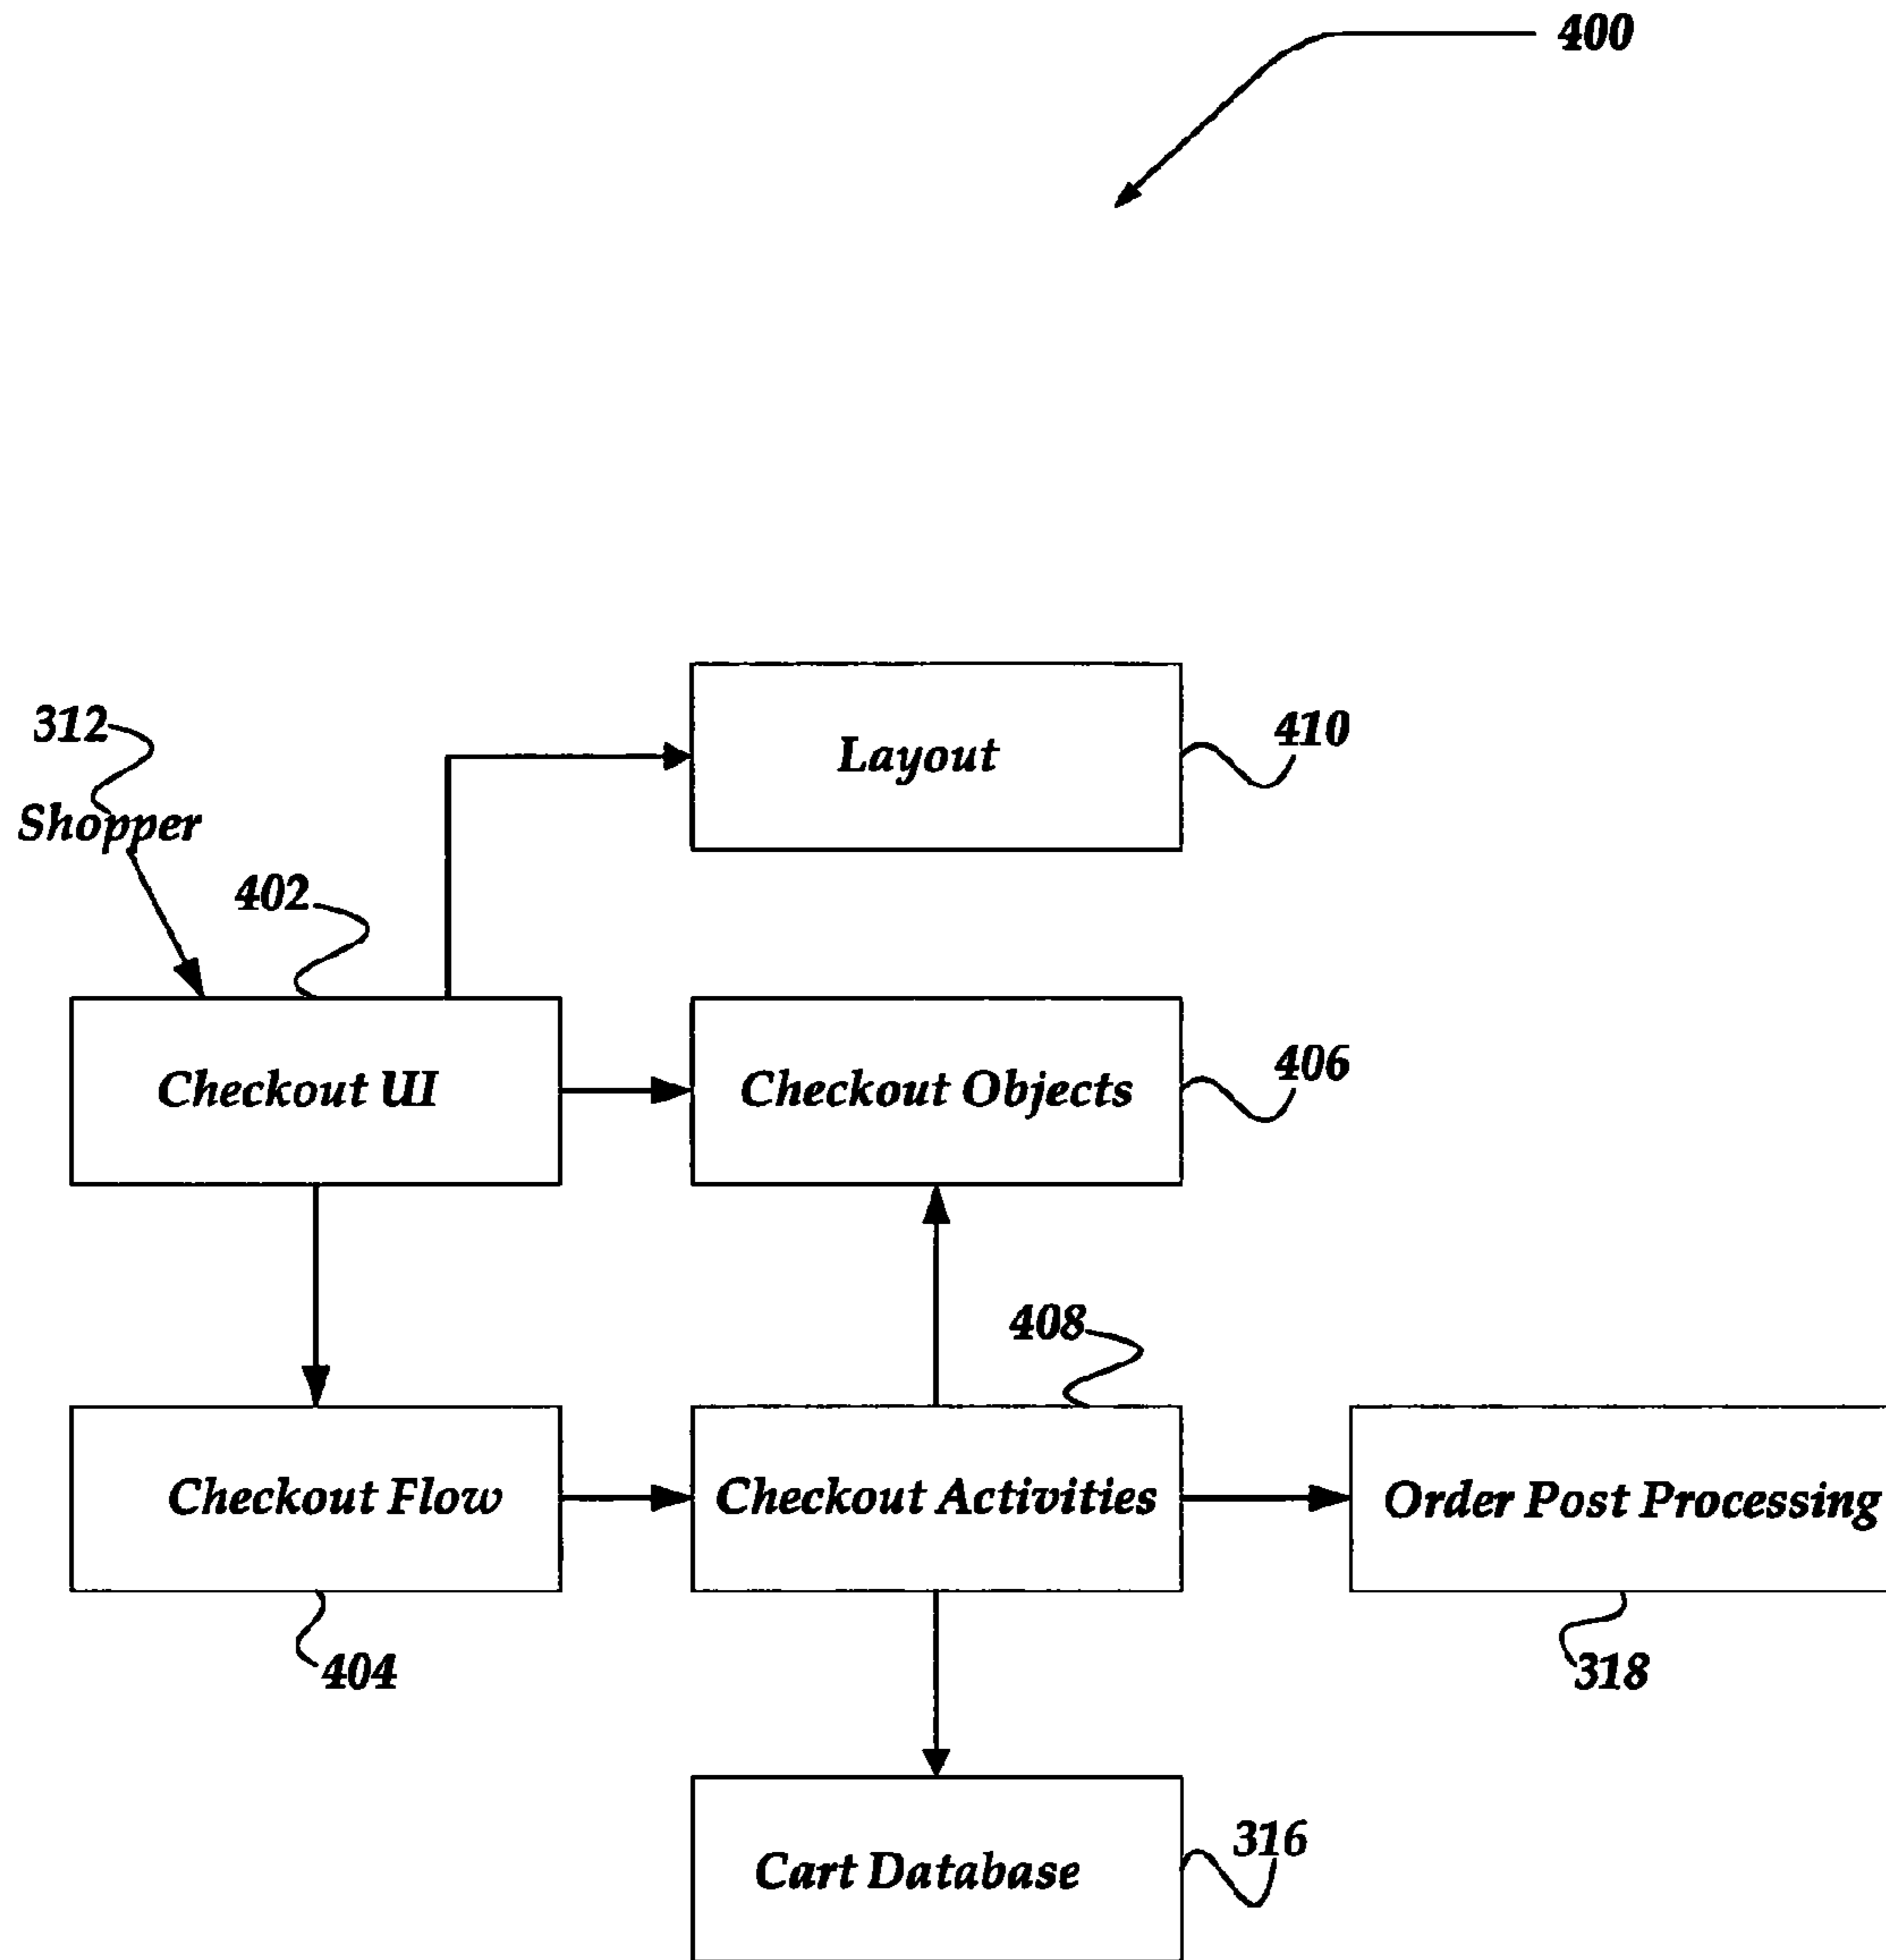 400
312
Shopper
Layout
410
402
Checkout UI
Checkout Objects
406
408
Checkout Flow
Checkout Activities
Order Post Processing
404
318
Cart Database
316